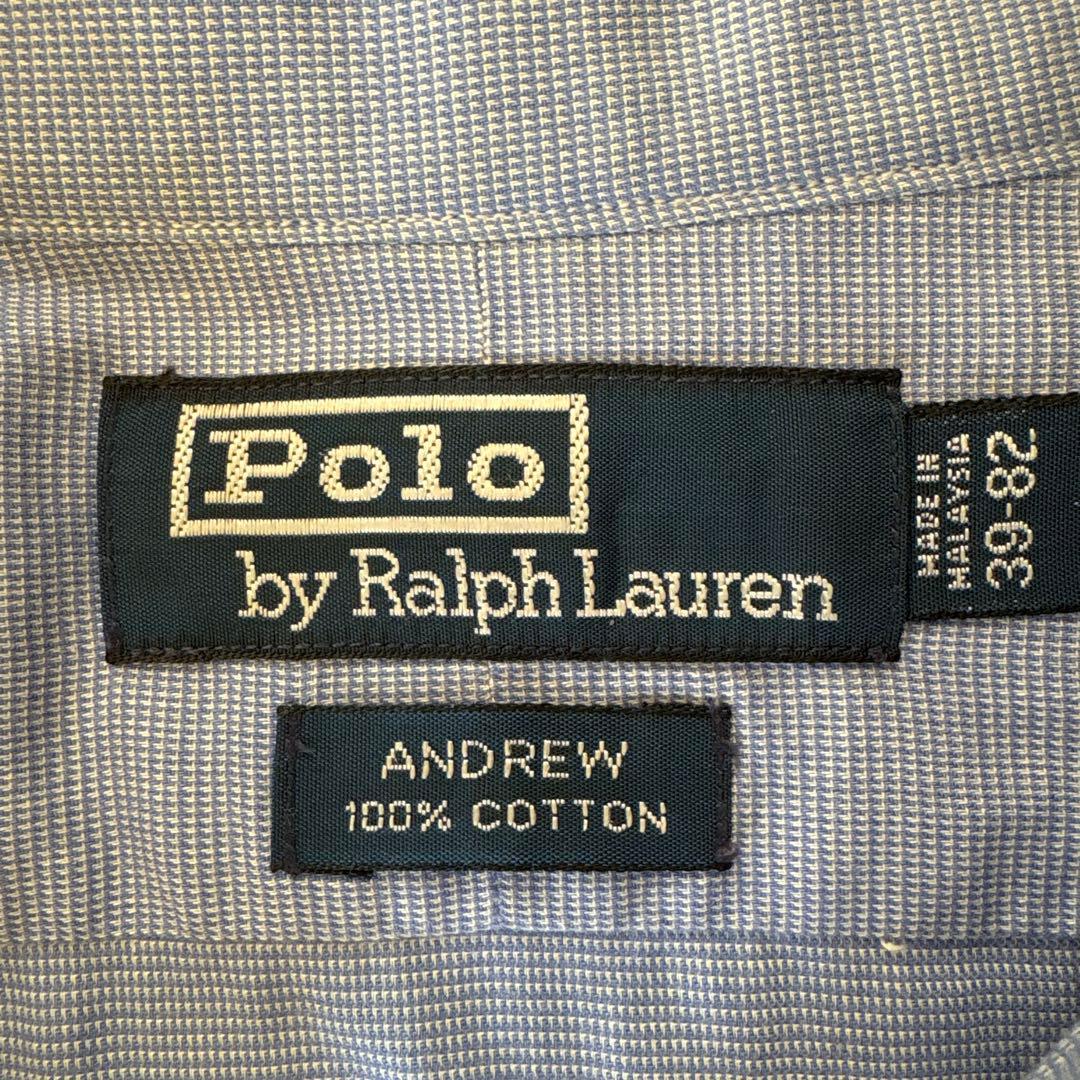 Polo
by Ralph Lauren
MADE IN
MALAYSIA
39-82
ANDREW
100% COTTON